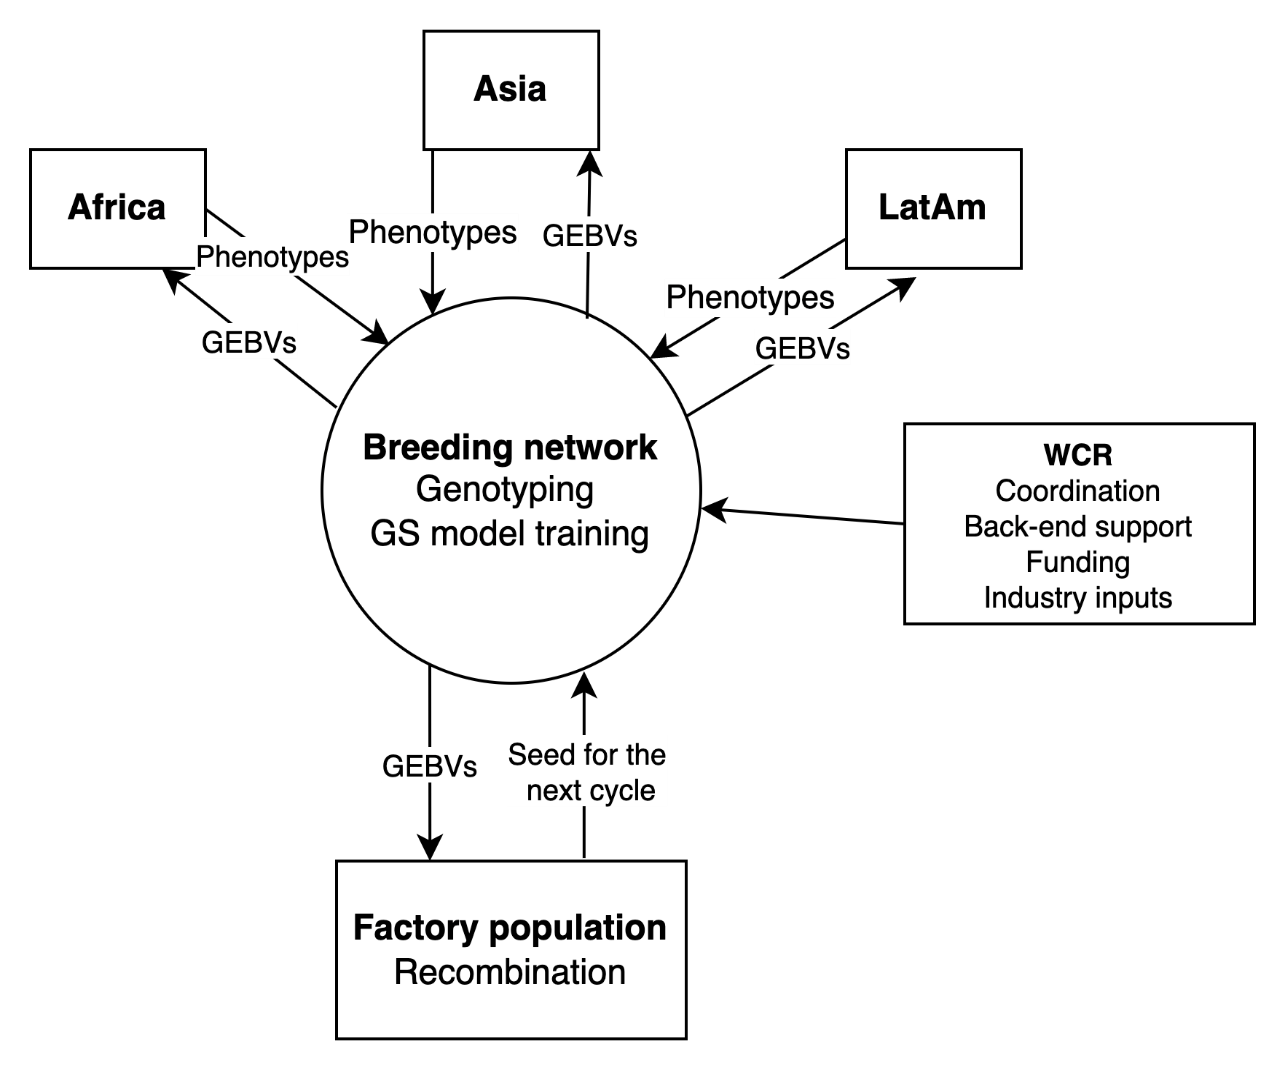 Asia
Africa
LatAm
Phenotypes
GEBVs
Phenotypes
Phenotypes
GEBVs
GEBVs
Breeding network
Genotyping
GS model training
WCR
Coordination
Back-end support
Funding
Industry inputs
GEBVs
Seed for the
next cycle
Factory population
Recombination